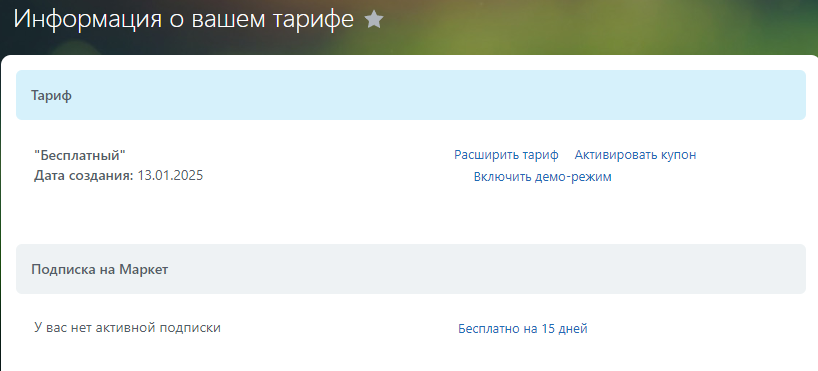 Информация о вашем тарифе
Тариф
"Бесплатный"
Расширить тариф Активировать купон
Дата создания: 13.01.2025
Включить демо-режим
Подписка на Маркет
У вас нет активной подписки
Бесплатно на 15 дней